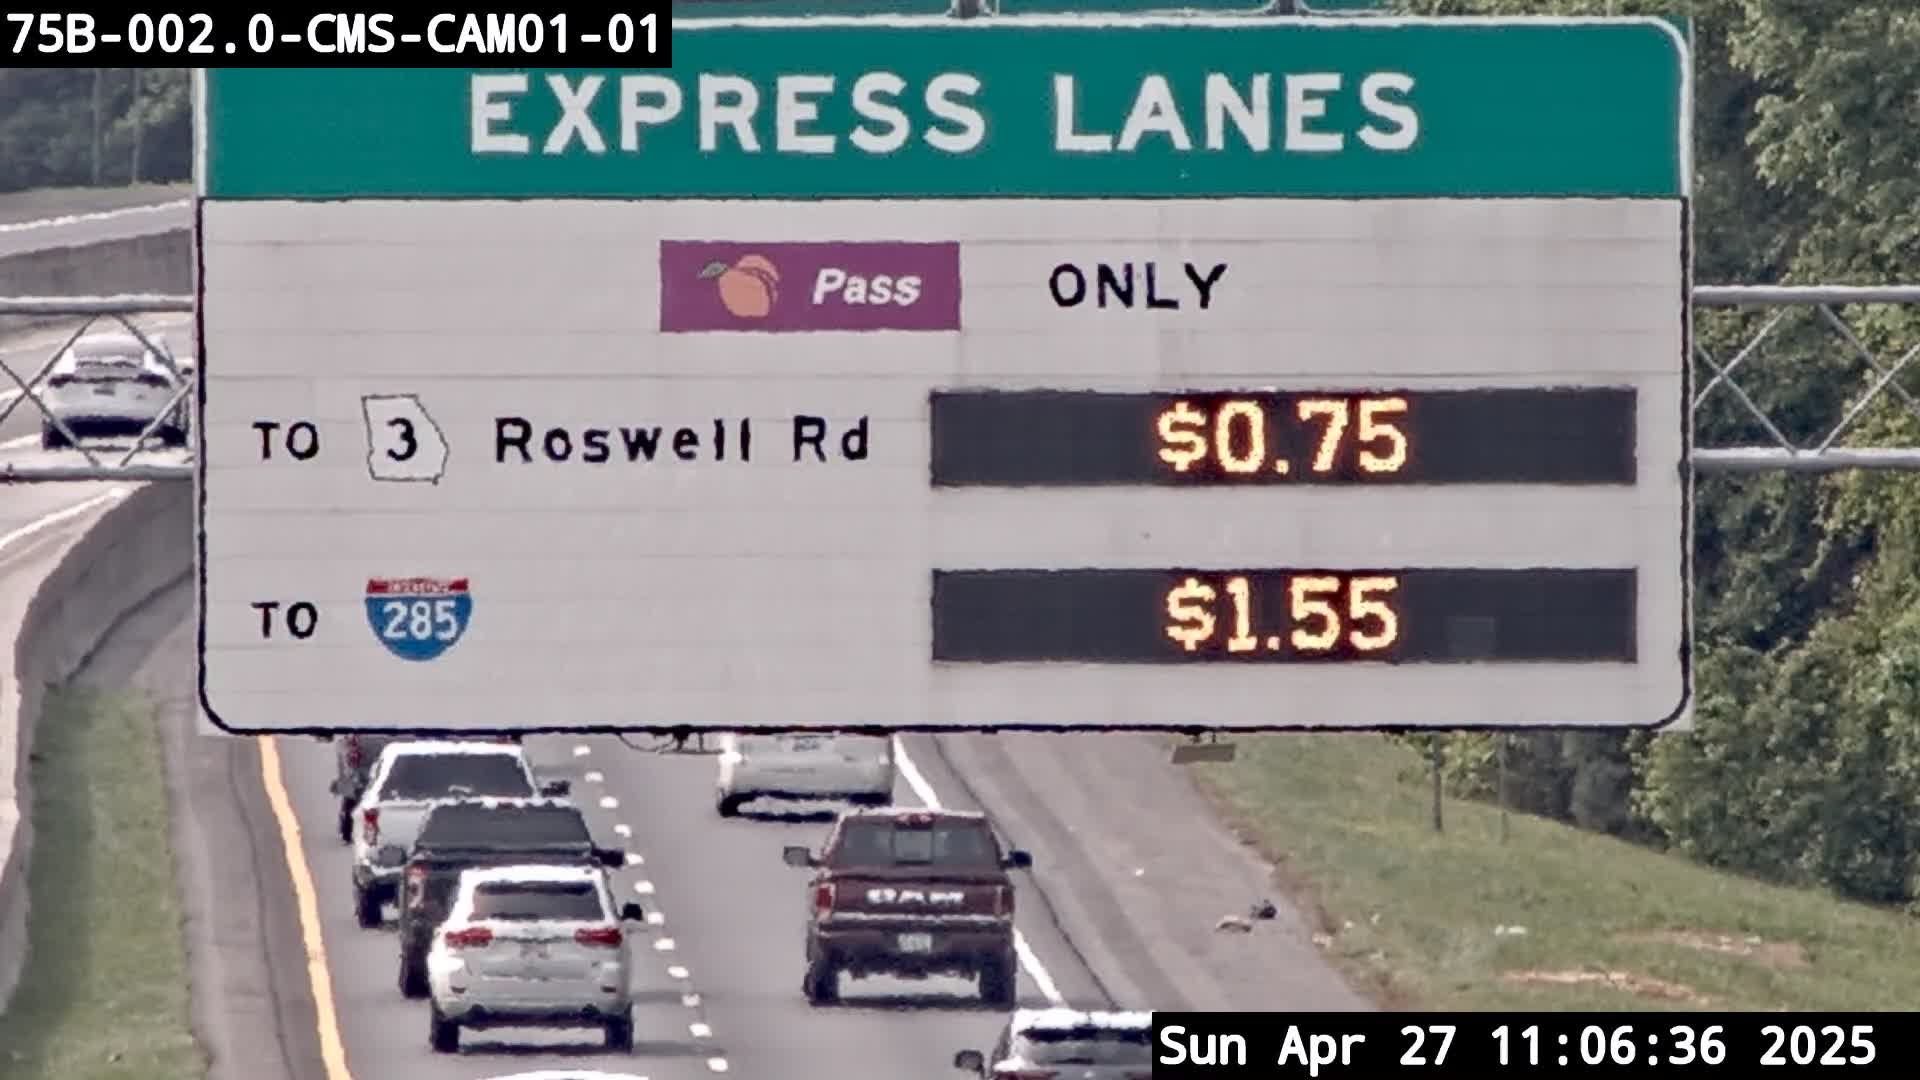 75B-002.0-CMS-CAM01-01
EXPRESS LANES
Pass ONLY
TO 3 Roswell Rd $0.75
TO 285 $1.55
RAM
Sun Apr 27 11:06:36 2025